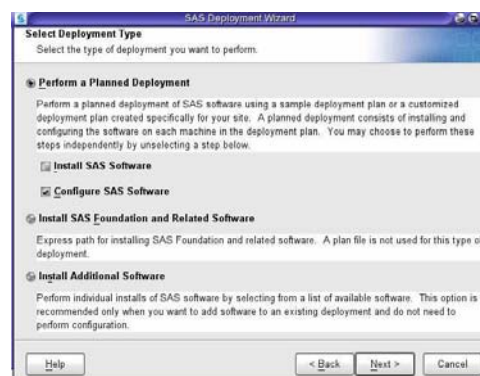 SAS Deployment Wizard
Select Deployment Type
Select the type of deployment you want to perform.
Perform a Planned Deployment
Perform a planned deployment of SAS software using a sample deployment plan or a customized
deployment plan created specifically for your site. A planned deployment consists of installing and
configuring the software on each machine in the deployment plan. You may choose to perform these
steps independently by unselecting a step below.
Install SAS Software
Configure SAS Software
Install SAS Foundation and Related Software
Express path for installing SAS Foundation and related software. A plan file is not used for this type o
deployment.
Install Additional Software
Perform individual installs of SAS software by selecting from a list of available software. This option is
recommended only when you want to add software to an existing deployment and do not need to
perform configuration.
Help
< Back
Next >
Cancel